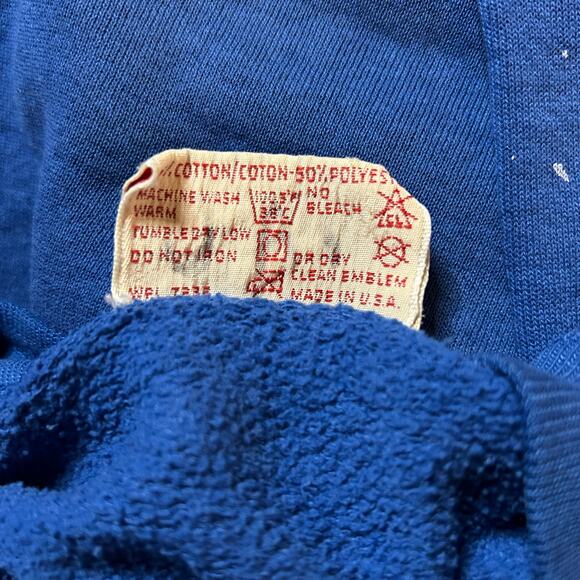 COTTON/COTON-50% POLYES
MACHINE WASH WARM
NO BLEACH
TUMBLE DRY LOW
DO NOT IRON
OR DRY CLEAN EMBLEM
MADE IN U.S.A.